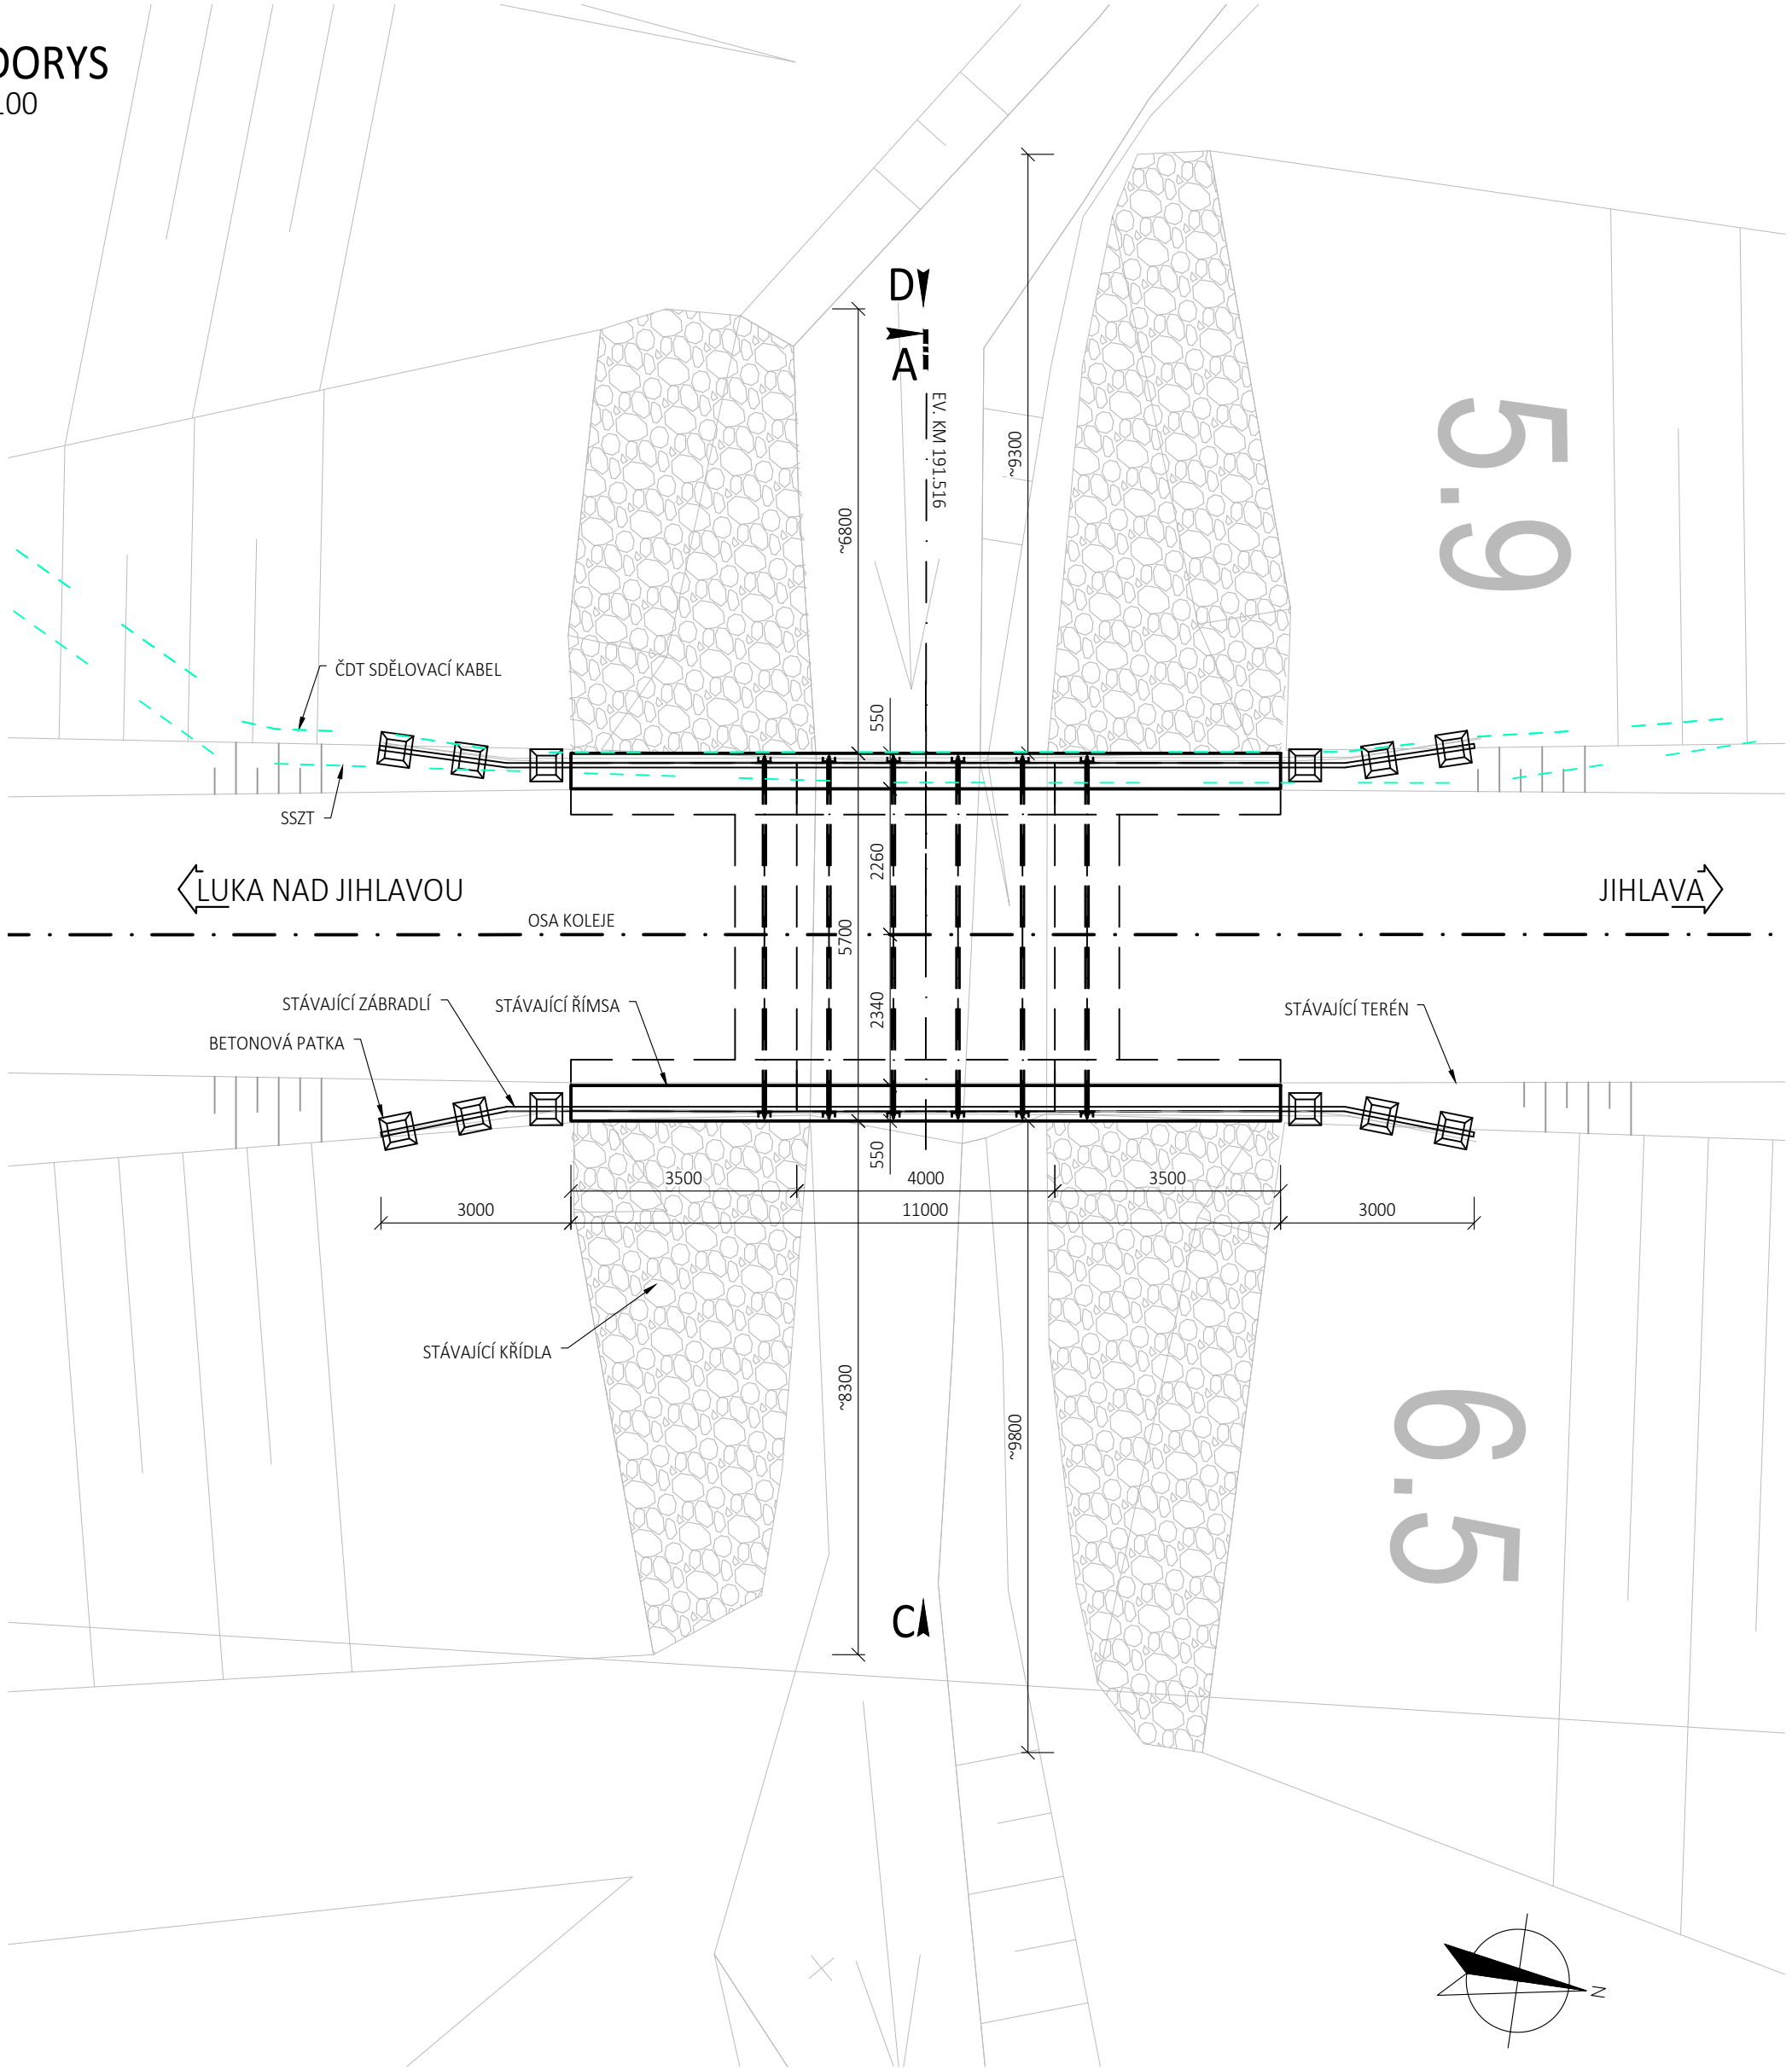 DORYS
100
D
A
EV. KM 191.516
~9300
~6800
5.9
ČDT SDĚLOVACÍ KABEL
550
SSZT
2260
LUKA NAD JIHLAVOU
JIHLAVA
OSA KOLEJE
5700
2340
STÁVAJÍCÍ ZÁBRADLÍ
STÁVAJÍCÍ ŘÍMSA
STÁVAJÍCÍ TERÉN
BETONOVÁ PATKA
550
3500
4000
3500
3000
11000
3000
STÁVAJÍCÍ KŘÍDLA
~8300
~9800
6.5
C
N